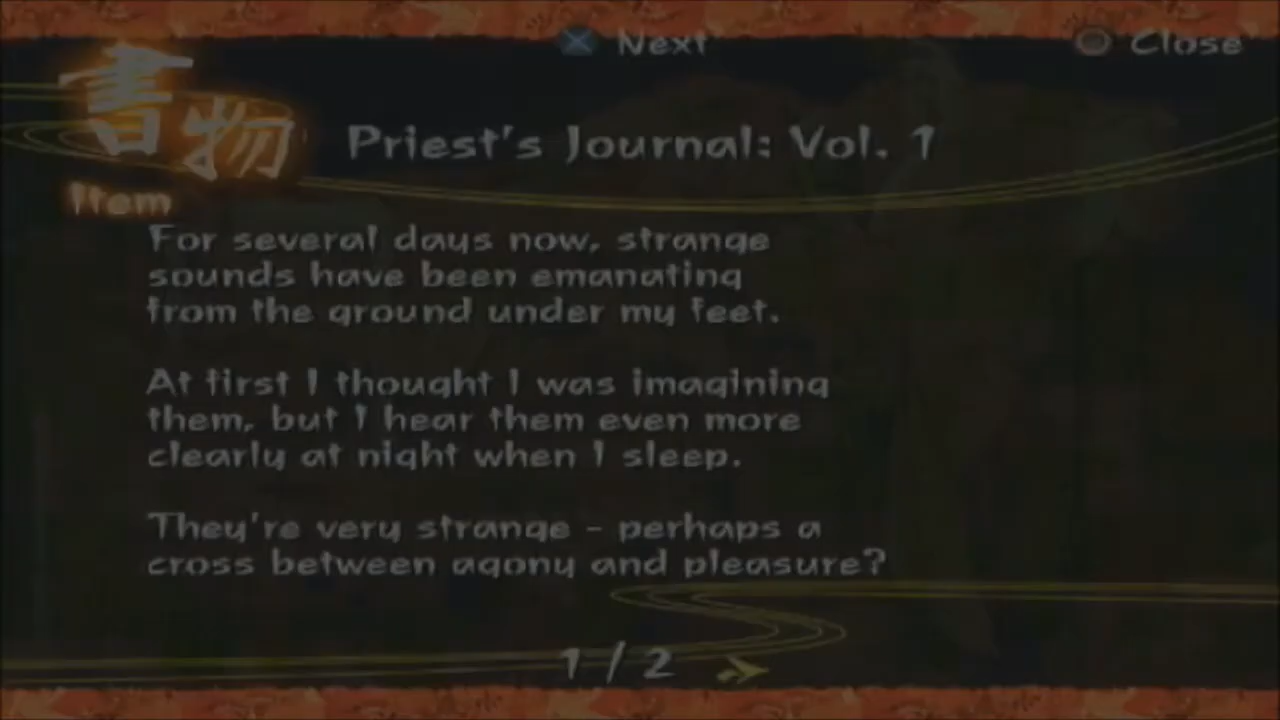 Next
Close
書物
Item
Priest's Journal: Vol. 1
For several days now, strange
sounds have been emanating
from the ground under my feet.
At first I thought I was imagining
them, but I hear them even more
clearly at night when I sleep.
They're very strange - perhaps a
cross between agony and pleasure?
1 / 2